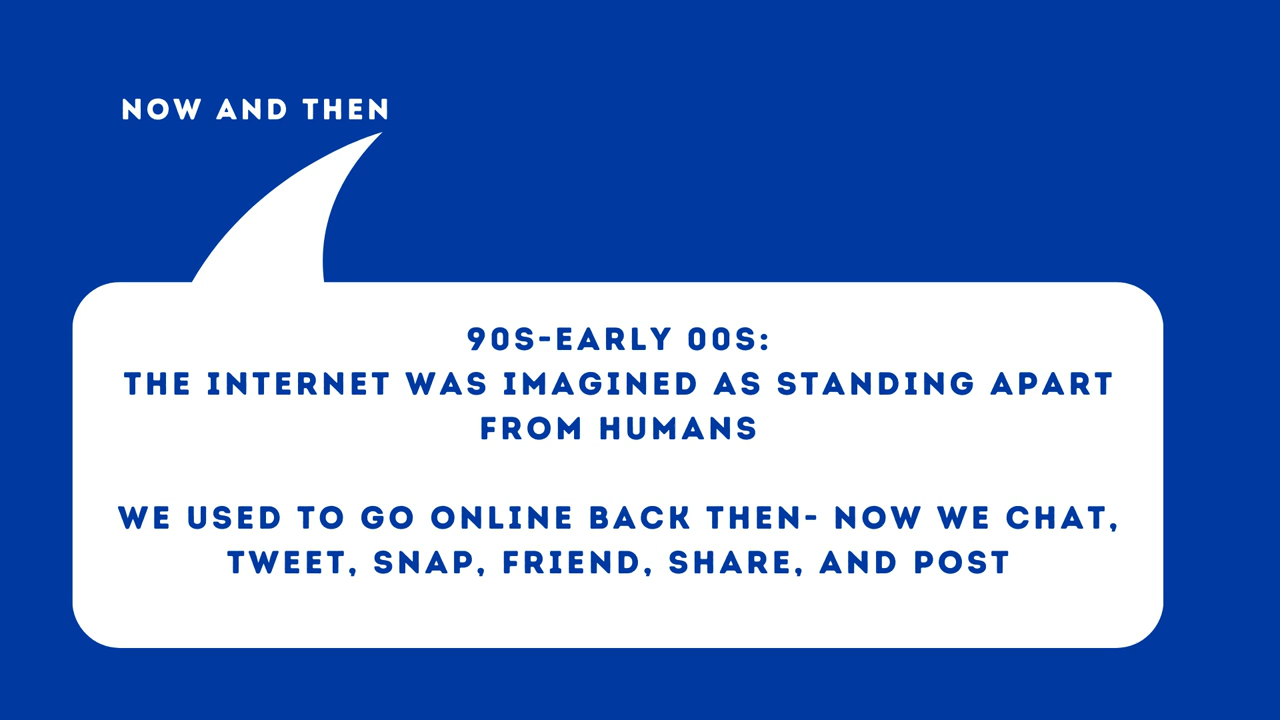 NOW AND THEN
90S-EARLY 00S:
THE INTERNET WAS IMAGINED AS STANDING APART
FROM HUMANS
WE USED TO GO ONLINE BACK THEN- NOW WE CHAT,
TWEET, SNAP, FRIEND, SHARE, AND POST